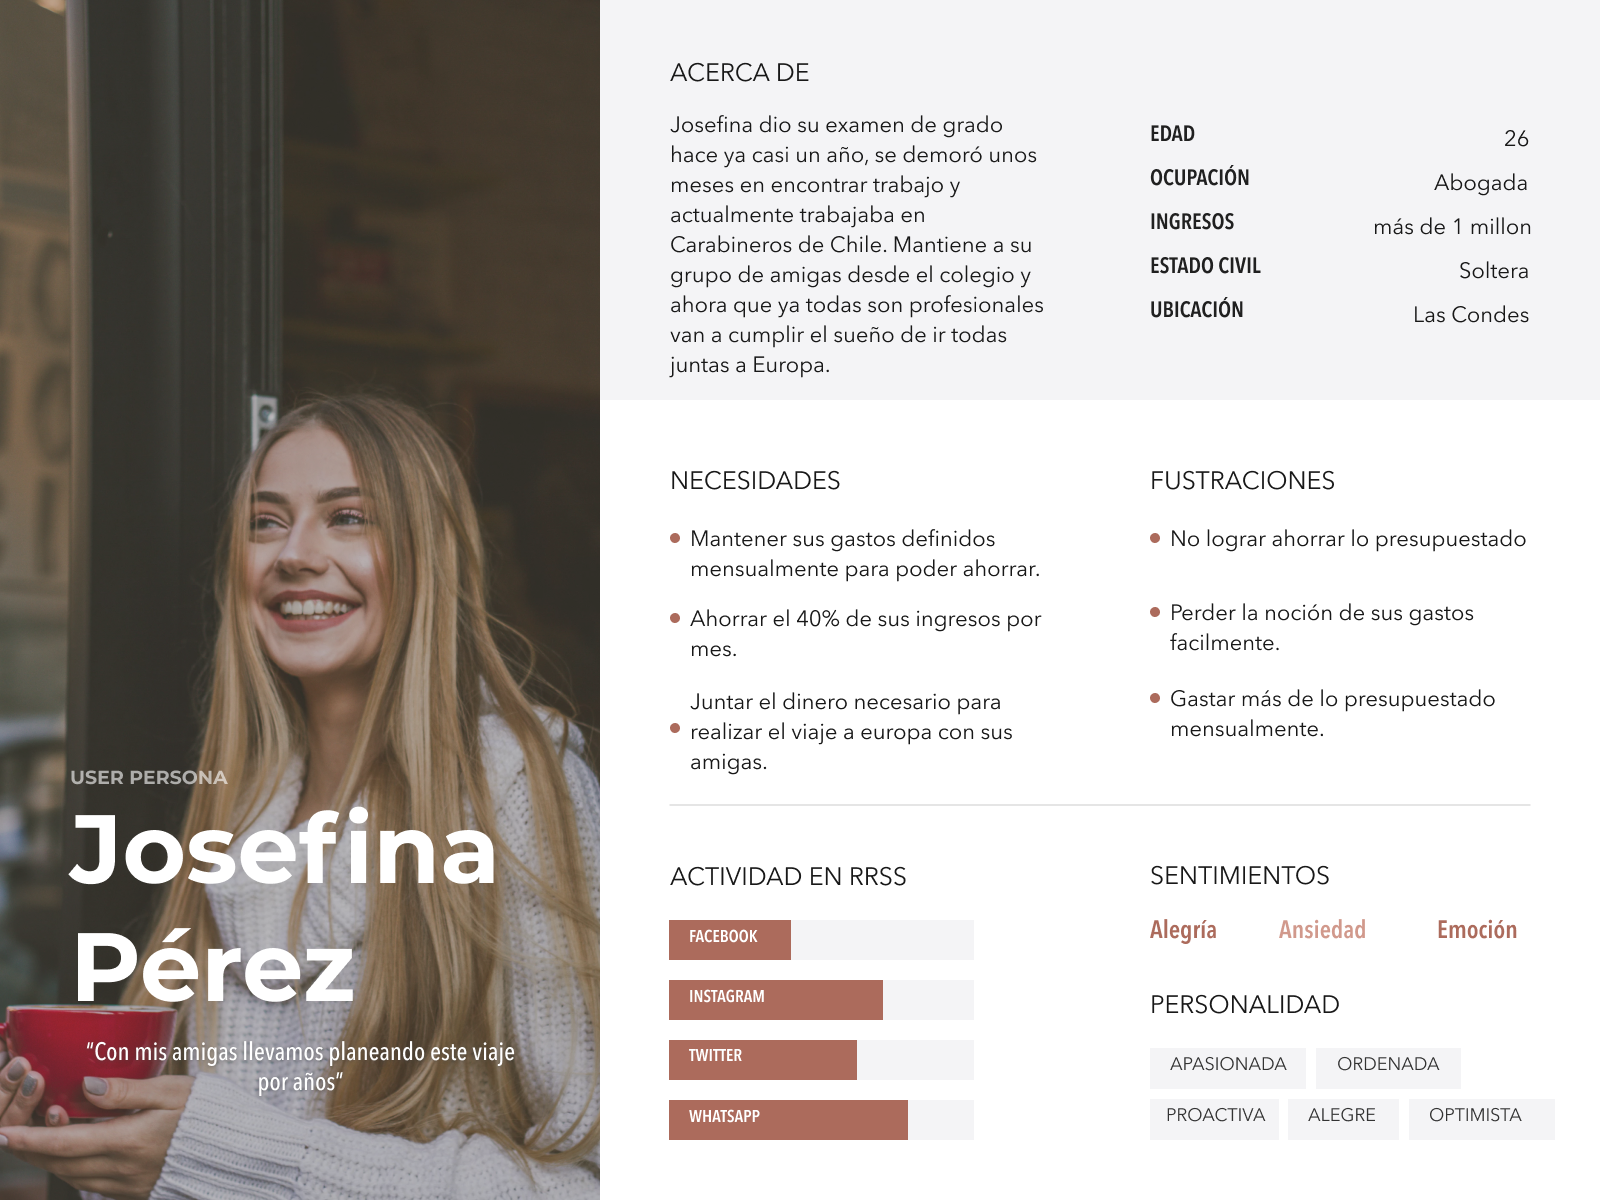 USER PERSONA
Josefina
Pérez
“Con mis amigas llevamos planeando este viaje
por años”
ACERCA DE
Josefina dio su examen de grado
hace ya casi un año, se demoró unos
meses en encontrar trabajo y
actualmente trabajaba en
Carabineros de Chile. Mantiene a su
grupo de amigas desde el colegio y
ahora que ya todas son profesionales
van a cumplir el sueño de ir todas
juntas a Europa.
EDAD 26
OCUPACIÓN Abogada
INGRESOS más de 1 millon
ESTADO CIVIL Soltera
UBICACIÓN Las Condes
NECESIDADES
Mantener sus gastos definidos
mensualmente para poder ahorrar.
Ahorrar el 40% de sus ingresos por
mes.
Juntar el dinero necesario para
realizar el viaje a europa con sus
amigas.
FUSTRACIONES
No lograr ahorrar lo presupuestado
Perder la noción de sus gastos
facilmente.
Gastar más de lo presupuestado
mensualmente.
ACTIVIDAD EN RRSS
FACEBOOK
INSTAGRAM
TWITTER
WHATSAPP
SENTIMIENTOS
Alegría Ansiedad Emoción
PERSONALIDAD
APASIONADA ORDENADA
PROACTIVA ALEGRE OPTIMISTA